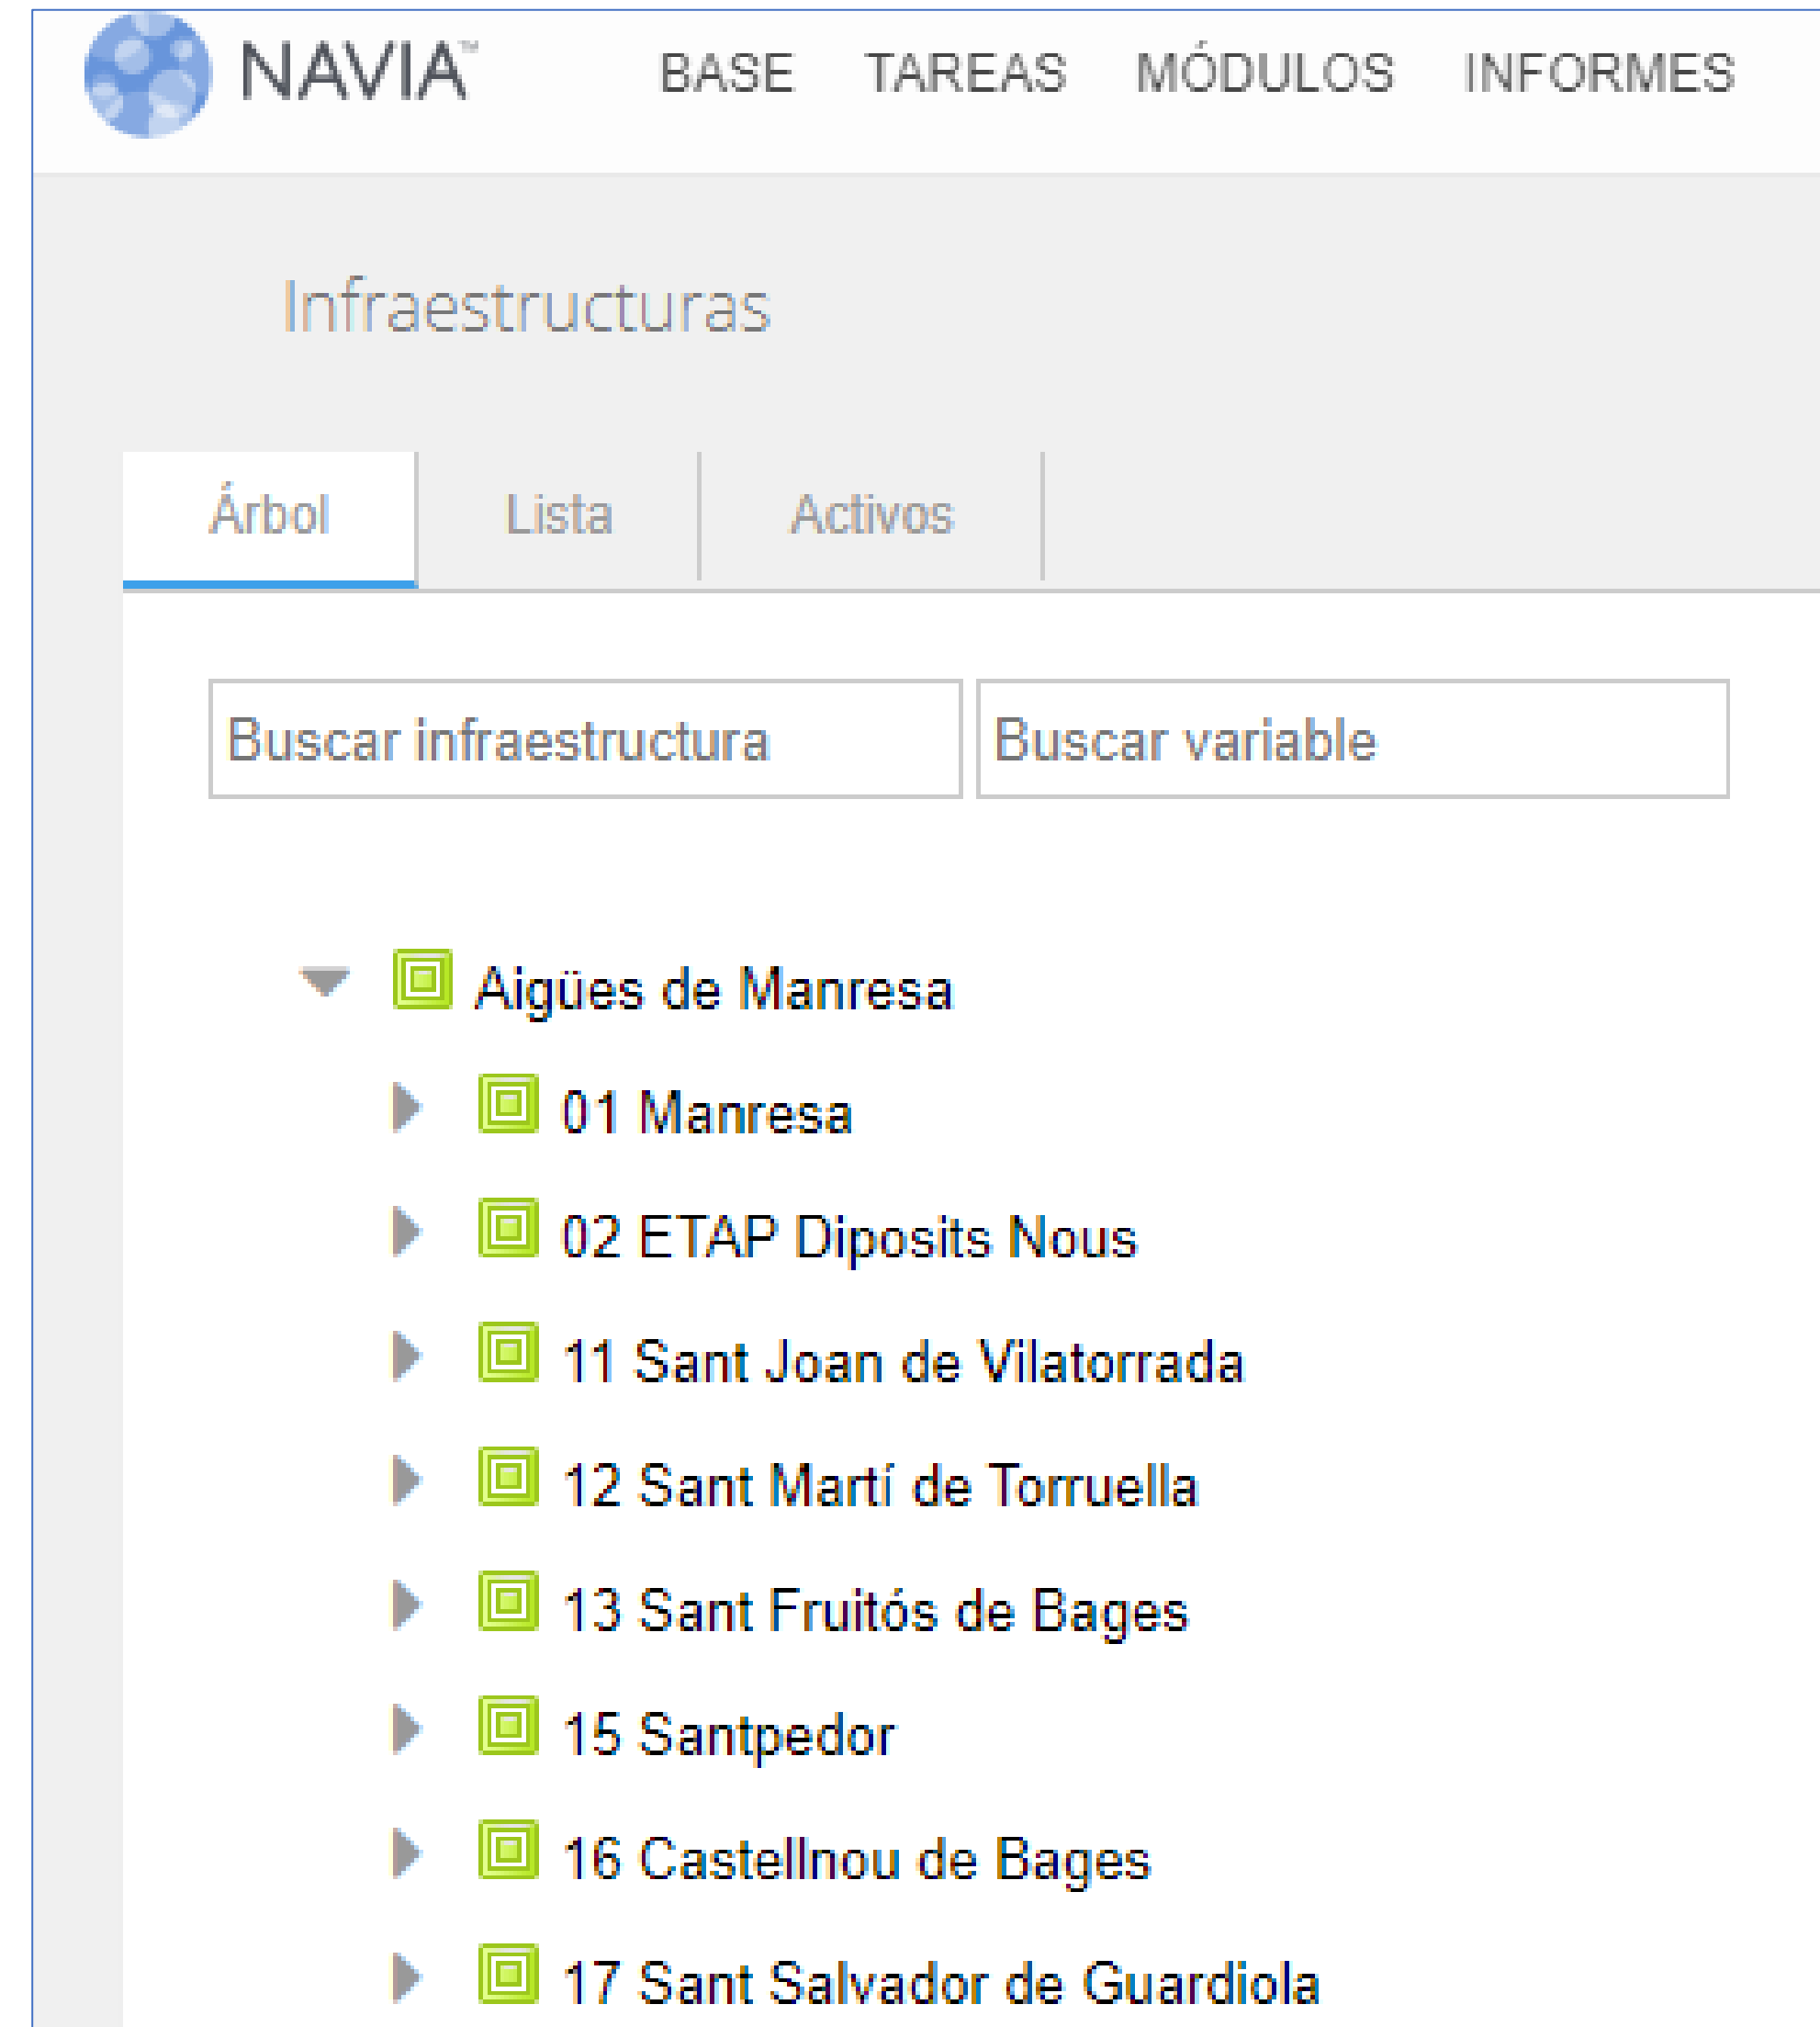 NAVIA™ BASE TAREAS MÓDULOS INFORMES
Infraestructuras
Árbol Lista Activos
Buscar infraestructura Buscar variable
Aigües de Manresa
01 Manresa
02 ETAP Diposits Nous
11 Sant Joan de Vilatorrada
12 Sant Martí de Torruella
13 Sant Fruitós de Bages
15 Santpedor
16 Castellnou de Bages
17 Sant Salvador de Guardiola